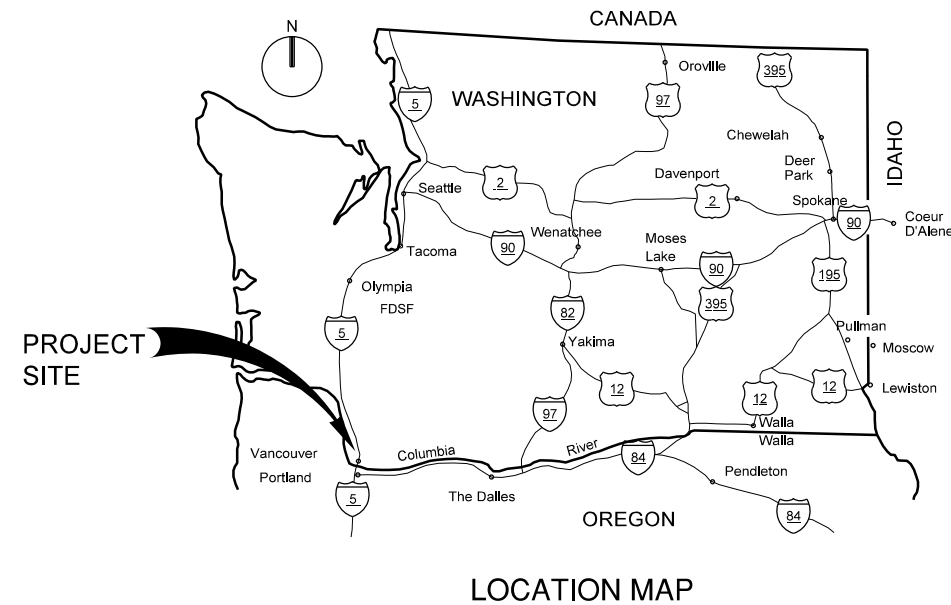 CANADA
N
Oroville
395
5
WASHINGTON
97
Chewelah
IDAHO
Deer
Park
Seattle
2
Davenport
2
Spokane
90
Coeur
D'Alene
Tacoma
90
Wenatchee
Moses
Lake
90
195
Olympia
FDSF
82
395
5
Pullman
PROJECT
SITE
Yakima
Moscow
12
12
12
Lewiston
97
Walla
Walla
Vancouver
Columbia
River
84
Portland
Pendleton
5
The Dalles
OREGON
84
LOCATION MAP